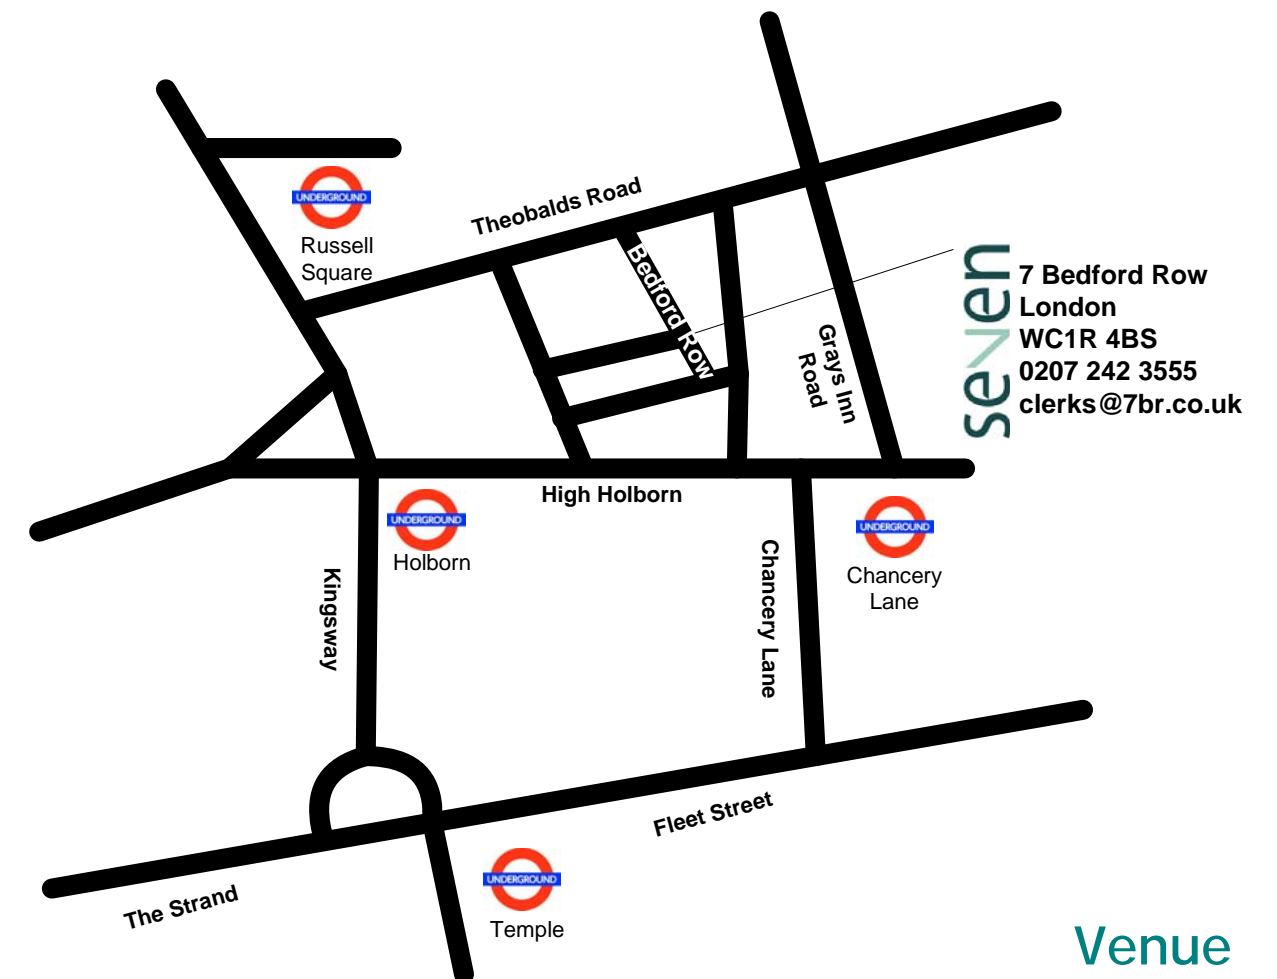 UNDERGROUND
Russell
Square
Theobalds Road
Bedford Row
Grays Inn
Road
seven
7 Bedford Row
London
WC1R 4BS
0207 242 3555
clerks@7br.co.uk
High Holborn
UNDERGROUND
Holborn
UNDERGROUND
Chancery
Lane
Kingsway
Chancery Lane
Fleet Street
The Strand
UNDERGROUND
Temple
Venue